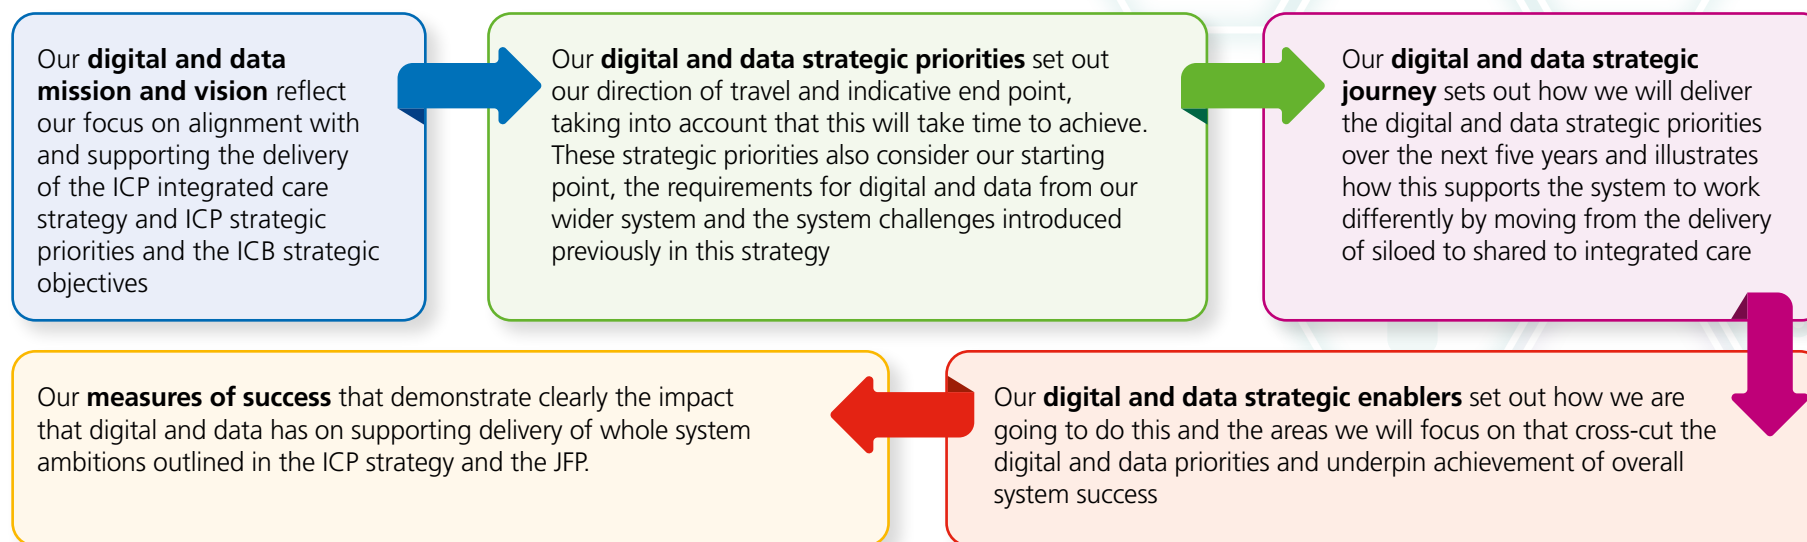 Our digital and data
mission and vision reflect
our focus on alignment with
and supporting the delivery
of the ICP integrated care
strategy and ICP strategic
priorities and the ICB strategic
objectives
Our digital and data strategic priorities set out
our direction of travel and indicative end point,
taking into account that this will take time to achieve.
These strategic priorities also consider our starting
point, the requirements for digital and data from our
wider system and the system challenges introduced
previously in this strategy
Our digital and data strategic
journey sets out how we will deliver
the digital and data strategic priorities
over the next five years and illustrates
how this supports the system to work
differently by moving from the delivery
of siloed to shared to integrated care
Our digital and data strategic enablers set out how we are
going to do this and the areas we will focus on that cross-cut the
digital and data priorities and underpin achievement of overall
system success
Our measures of success that demonstrate clearly the impact
that digital and data has on supporting delivery of whole system
ambitions outlined in the ICP strategy and the JFP.